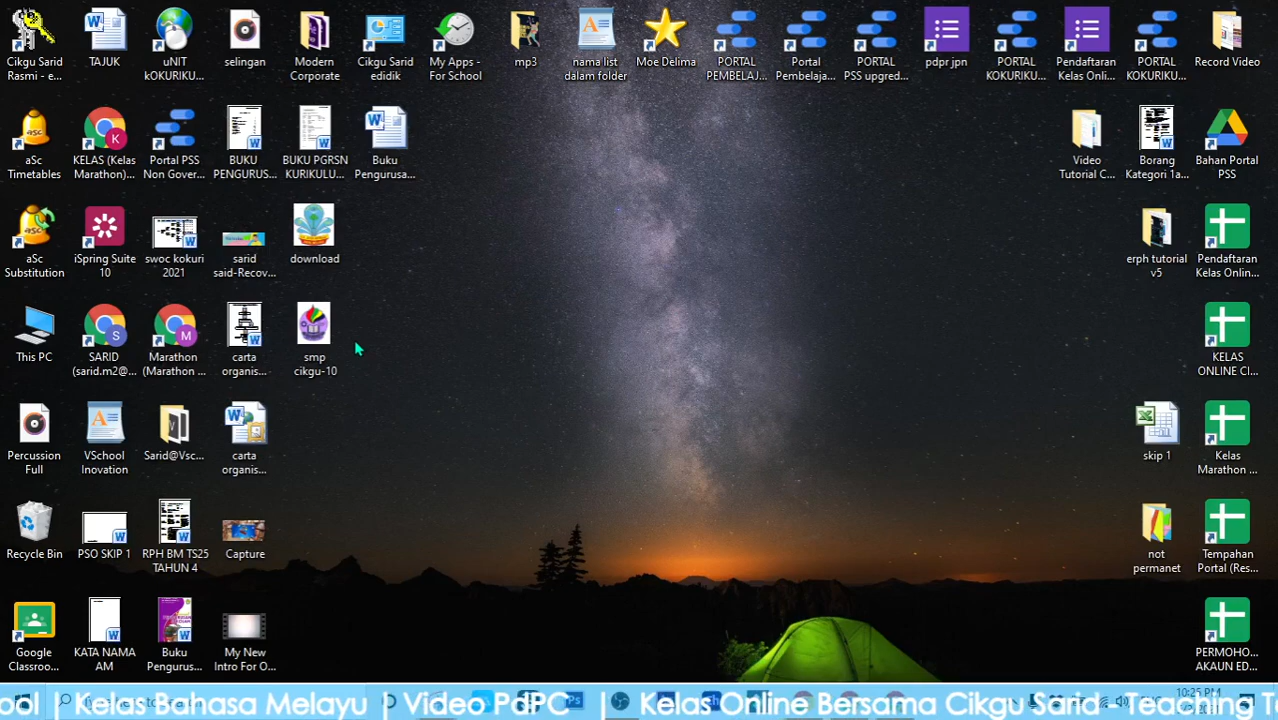 Cikgu Sarid
Rasmi - e...
TAJUK
uNIT
kOKURIKU...
selingan
Modern
Corporate
Cikgu Sarid
edidik
My Apps -
For School
mp3
nama list
dalam folder
Moe Delima
PORTAL
PEMBELAJ...
Portal
Pembelaja...
PORTAL
PSS upgred...
pdpr jpn
PORTAL
KOKURIKU...
Pendaftaran
Kelas Onli...
PORTAL
KOKURIKU...
Record Video
aSc
Timetables
KELAS (Kelas
Marathon)...
Portal PSS
Non Gover...
BUKU
PENGURUS...
BUKU PGRSN
KURIKULU...
Buku
Pengurusa...
Video
Tutorial C...
Borang
Kategori 1a...
Bahan Portal
PSS
aSc
Substitution
iSpring Suite
10
swoc kokuri
2021
sarid
said-Recov...
download
erph tutorial
v5
Pendaftaran
Kelas Online...
This PC
SARID
(sarid.m2@...
Marathon
(Marathon ...
carta
organis...
smp
cikgu-10
KELAS
ONLINE CI...
Percussion
Full
VSchool
Inovation
Sarid@Vsc...
carta
organis...
skip 1
Kelas
Marathon ...
Recycle Bin
PSO SKIP 1
RPH BM TS25
TAHUN 4
Capture
not
permanet
Tempahan
Portal (Res...
Google
Classroo...
KATA NAMA
AM
Buku
Pengurus...
My New
Intro For O...
PERMOHO...
AKAUN ED...
10:25 PM
ool | Kelas Bahasa Melayu | Video PdPC | Kelas Online Bersama Cikgu Sarid